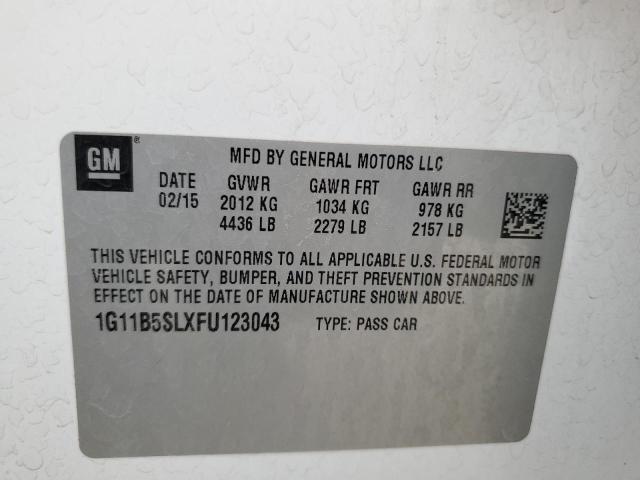 GM®
MFD BY GENERAL MOTORS LLC
DATE GVWR GAWR FRT GAWR RR
02/15 2012 KG 1034 KG 978 KG
4436 LB 2279 LB 2157 LB
THIS VEHICLE CONFORMS TO ALL APPLICABLE U.S. FEDERAL MOTOR
VEHICLE SAFETY, BUMPER, AND THEFT PREVENTION STANDARDS IN
EFFECT ON THE DATE OF MANUFACTURE SHOWN ABOVE.
1G11B5SLXFU123043 TYPE: PASS CAR